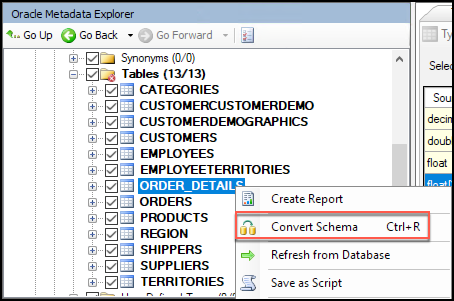 Oracle Metadata Explorer
Go Up Go Back Go Forward
Synonyms (0/0)
Tables (13/13)
CATEGORIES
CUSTOMERCUSTOMERDEMO
CUSTOMERDEMOGRAPHICS
CUSTOMERS
EMPLOYEES
EMPLOYEETERRITORIES
ORDER_DETAILS
ORDERS
PRODUCTS
REGION
SHIPPERS
SUPPLIERS
TERRITORIES
Create Report
Convert Schema Ctrl+R
Refresh from Database
Save as Script
Ty
Selec
Sou
decim
doub
float